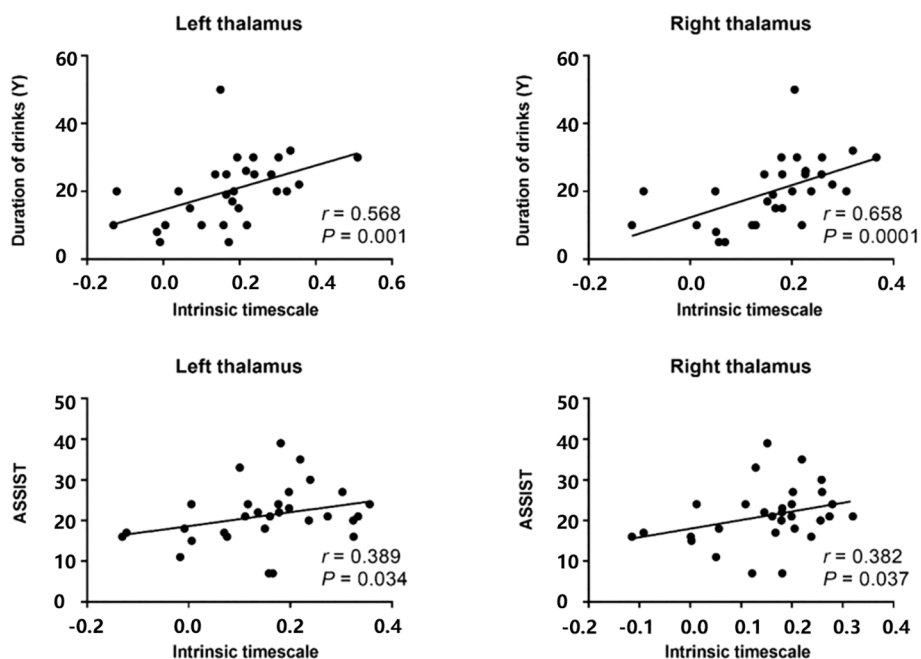 Left thalamus
Duration of drinks (Y)
60
40
20
0
-0.2
0.0
0.2
0.4
0.6
r = 0.568
P = 0.001
Intrinsic timescale
Right thalamus
Duration of drinks (Y)
60
40
20
0
-0.2
0.0
0.2
0.4
r = 0.658
P = 0.0001
Intrinsic timescale
Left thalamus
ASSIST
50
40
30
20
10
0
-0.2
0.0
0.2
0.4
r = 0.389
P = 0.034
Intrinsic timescale
Right thalamus
ASSIST
50
40
30
20
10
0
-0.2
-0.1
0.0
0.1
0.2
0.3
0.4
r = 0.382
P = 0.037
Intrinsic timescale